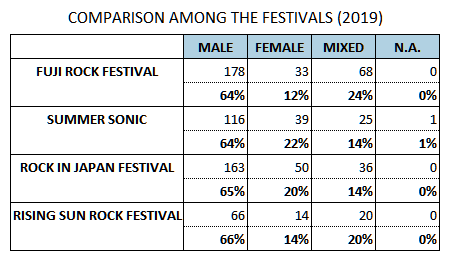 COMPARISON AMONG THE FESTIVALS (2019)
MALE FEMALE MIXED N.A.
FUJI ROCK FESTIVAL 178 33 68 0
64% 12% 24% 0%
SUMMER SONIC 116 39 25 1
64% 22% 14% 1%
ROCK IN JAPAN FESTIVAL 163 50 36 0
65% 20% 14% 0%
RISING SUN ROCK FESTIVAL 66 14 20 0
66% 14% 20% 0%